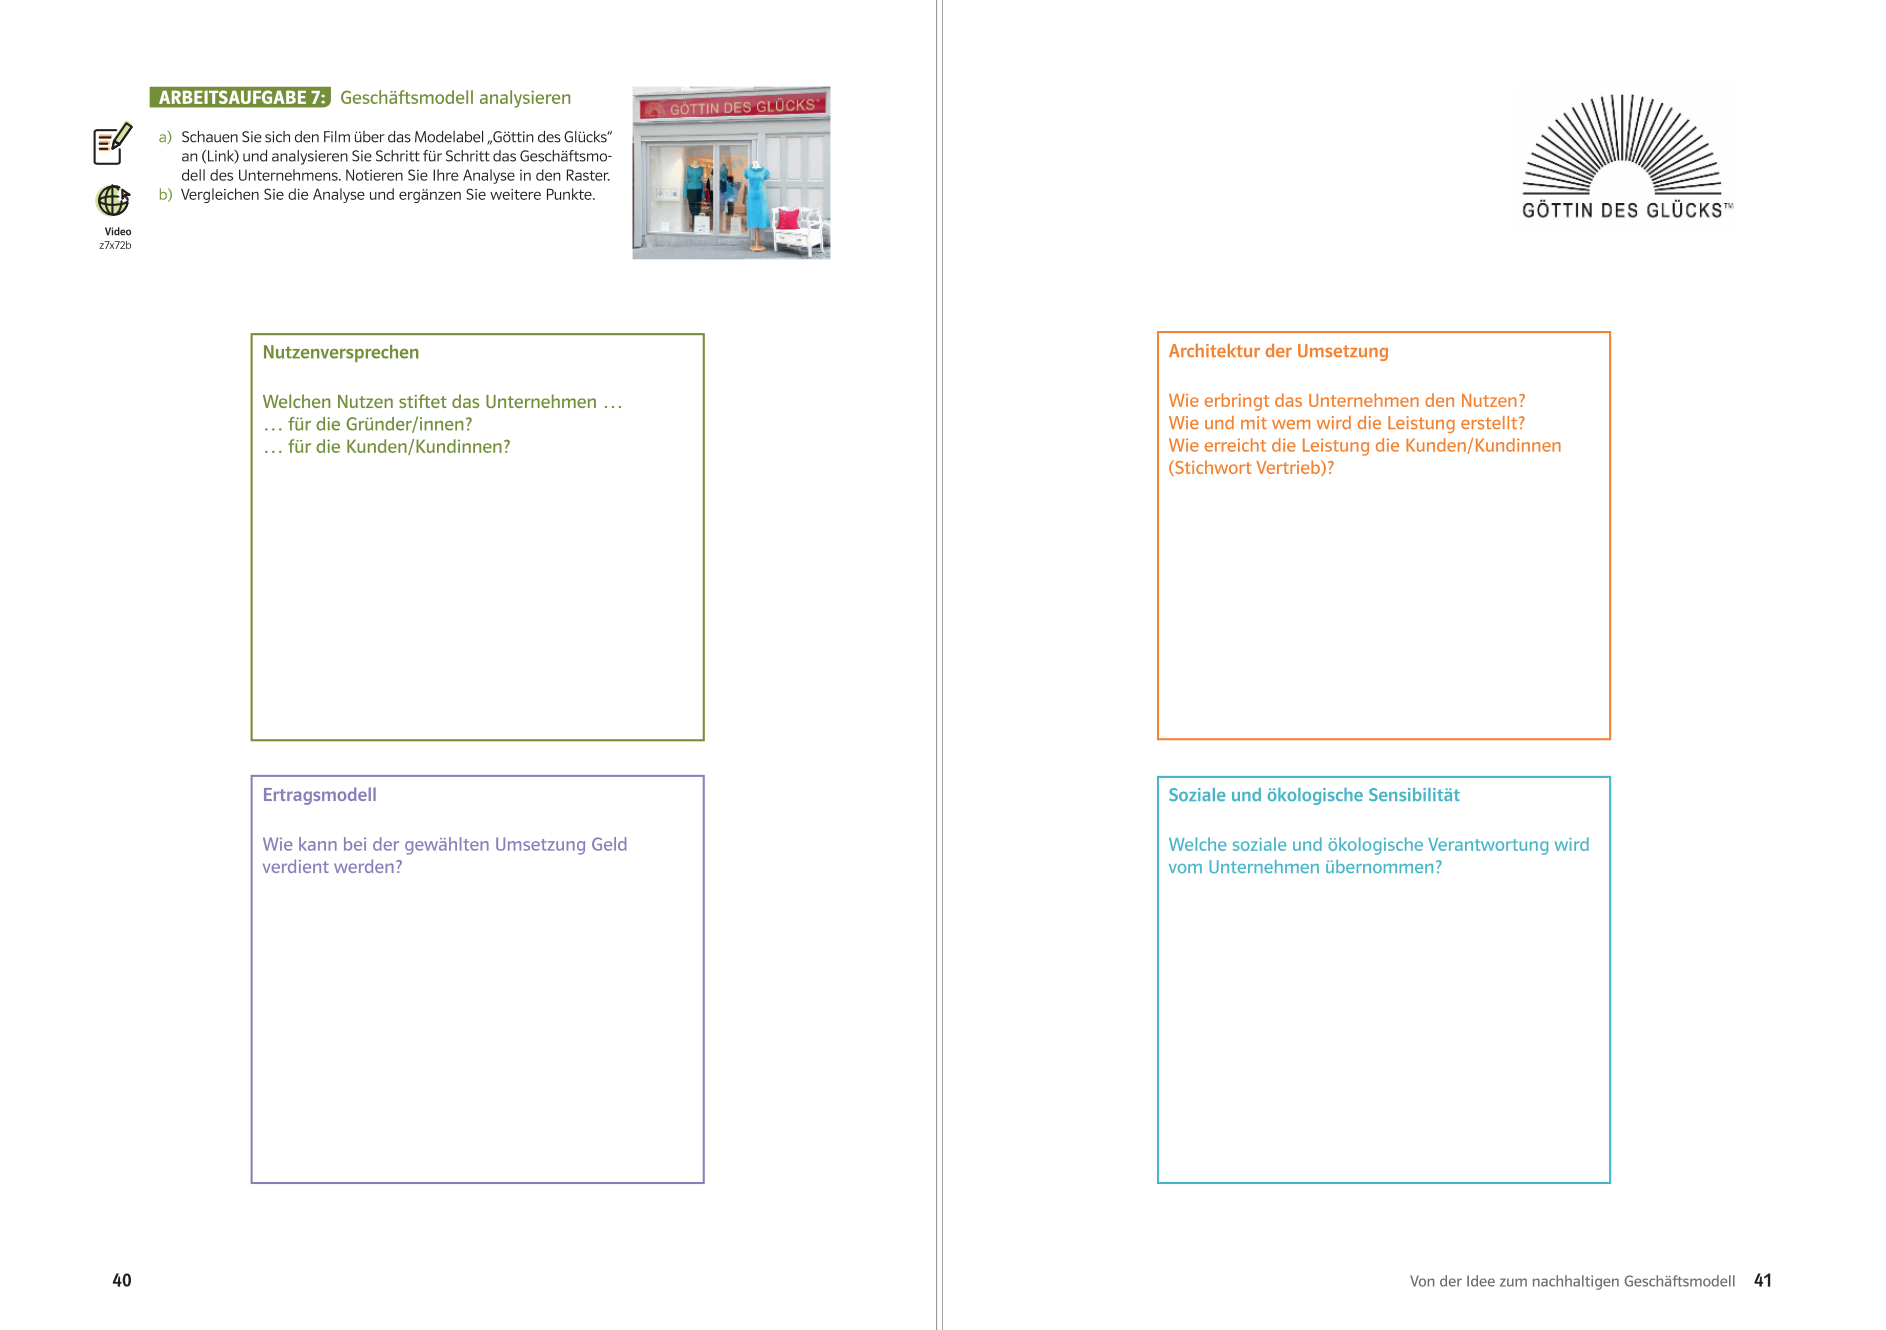 ARBEITSAUFGABE 7: Geschäftsmodell analysieren
a) Schauen Sie sich den Film über das Modelabel „Göttin des Glücks“
an (Link) und analysieren Sie Schritt für Schritt das Geschäftsmo-
dell des Unternehmens. Notieren Sie Ihre Analyse in den Raster.
b) Vergleichen Sie die Analyse und ergänzen Sie weitere Punkte.
Video
z7x72b
GÖTTIN DES GLÜCKS
Nutzenversprechen
Welchen Nutzen stiftet das Unternehmen …
… für die Gründer/innen?
… für die Kunden/Kundinnen?
Ertragsmodell
Wie kann bei der gewählten Umsetzung Geld
verdient werden?
40
GÖTTIN DES GLÜCKS™
Architektur der Umsetzung
Wie erbringt das Unternehmen den Nutzen?
Wie und mit wem wird die Leistung erstellt?
Wie erreicht die Leistung die Kunden/Kundinnen
(Stichwort Vertrieb)?
Soziale und ökologische Sensibilität
Welche soziale und ökologische Verantwortung wird
vom Unternehmen übernommen?
Von der Idee zum nachhaltigen Geschäftsmodell 41